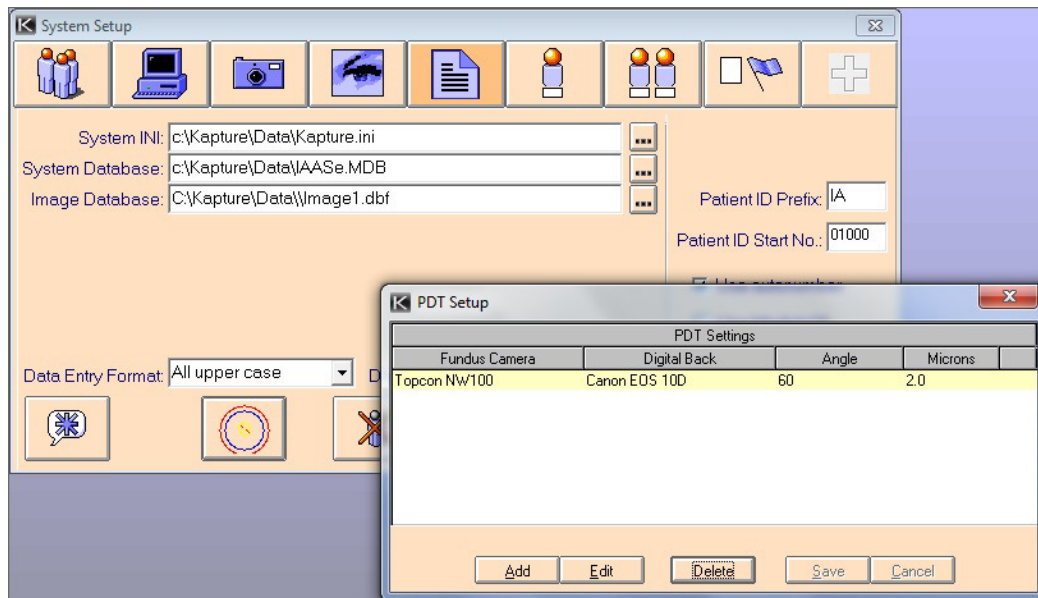 System Setup
System INI: c:\Kapture\Data\Kapture.ini ...
System Database: c:\Kapture\Data\IAASe.MDB ...
Image Database: C:\Kapture\Data\\Image1.dbf ...
Patient ID Prefix: IA
Patient ID Start No.: 01000
Data Entry Format: All upper case D
PDT Setup
PDT Settings
Fundus Camera Digital Back Angle Microns
Topcon NW100 Canon EOS 10D 60 2.0
Add Edit Delete Save Cancel